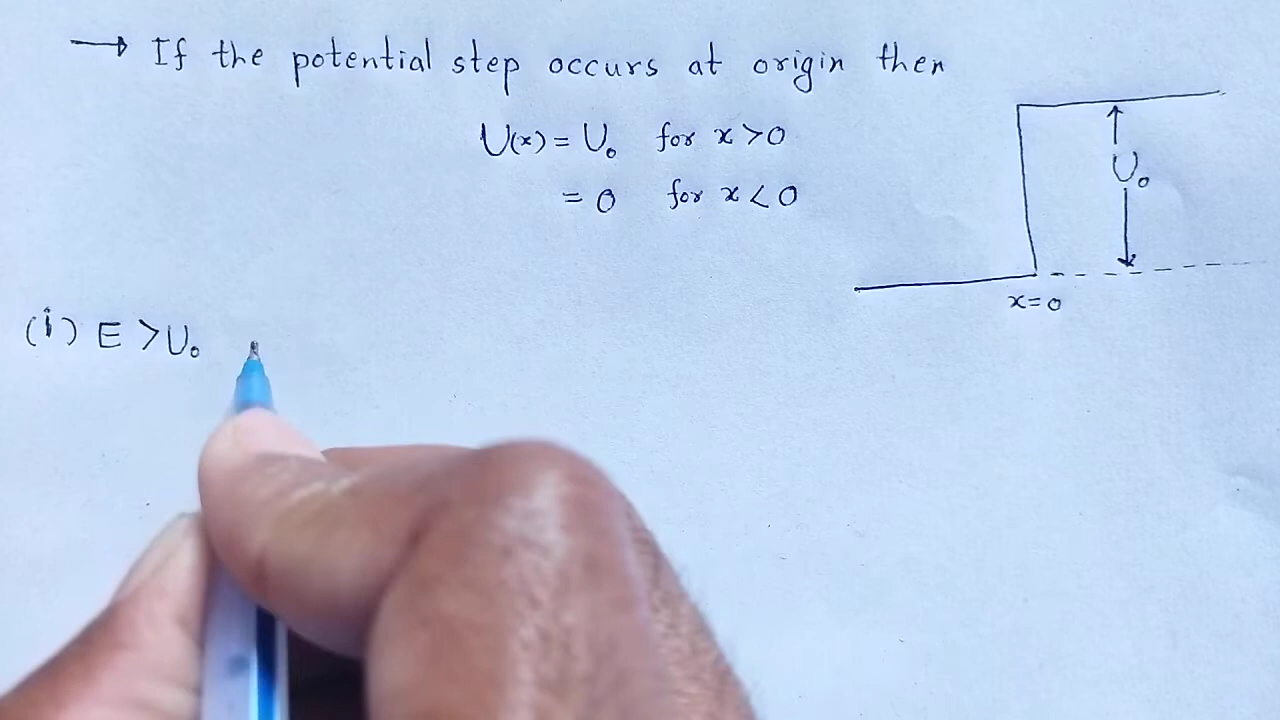 → If the potential step occurs at origin then
U(x) = U₀ for x > 0
= 0 for x < 0
U₀
x = 0
(i) E > U₀